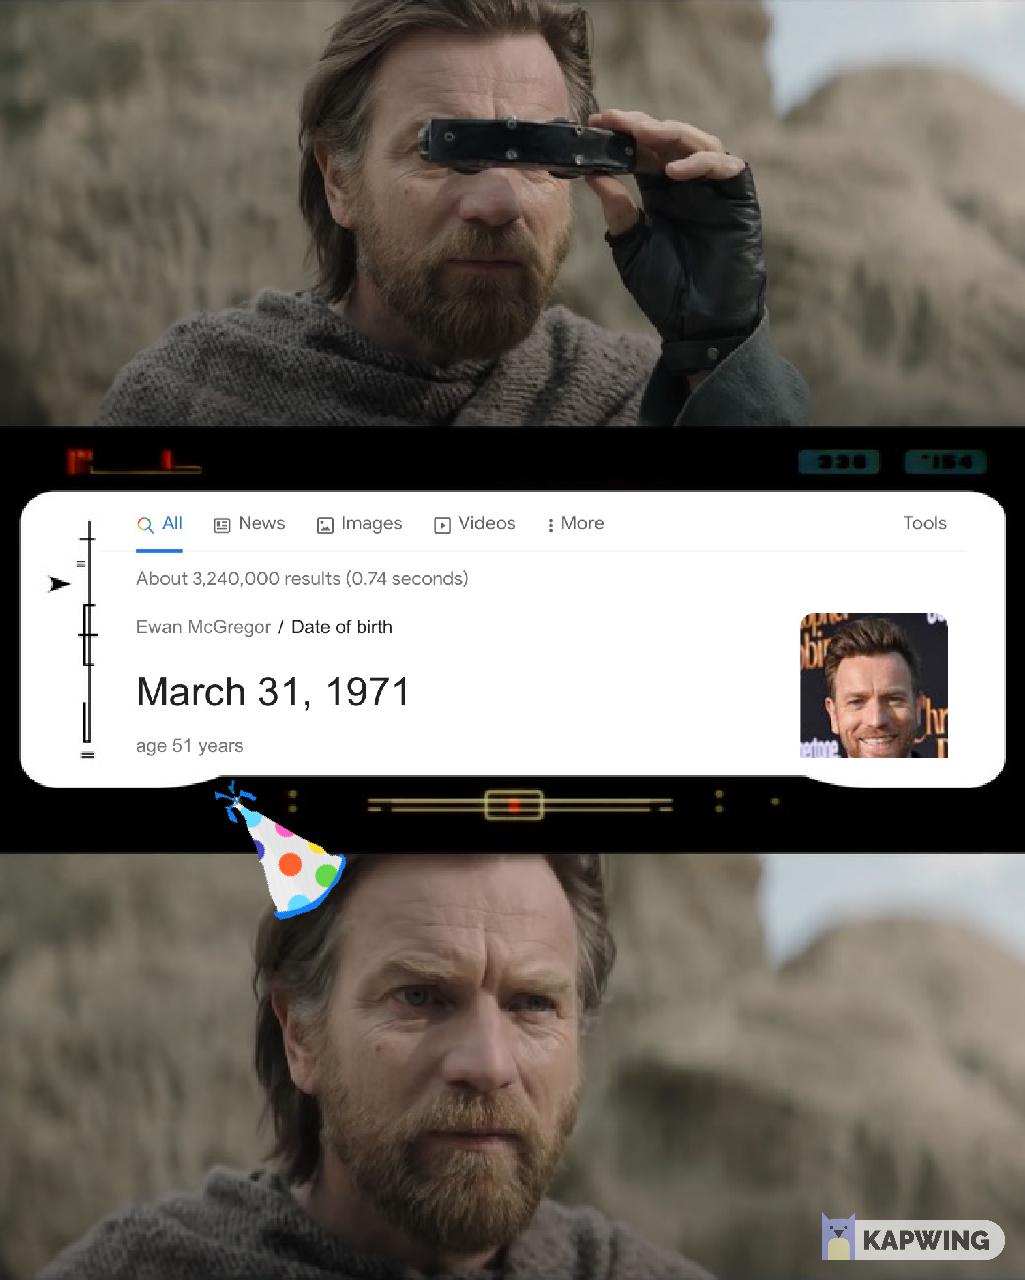 All News Images Videos More Tools
About 3,240,000 results (0.74 seconds)
Ewan McGregor / Date of birth
March 31, 1971
age 51 years
KAPWING